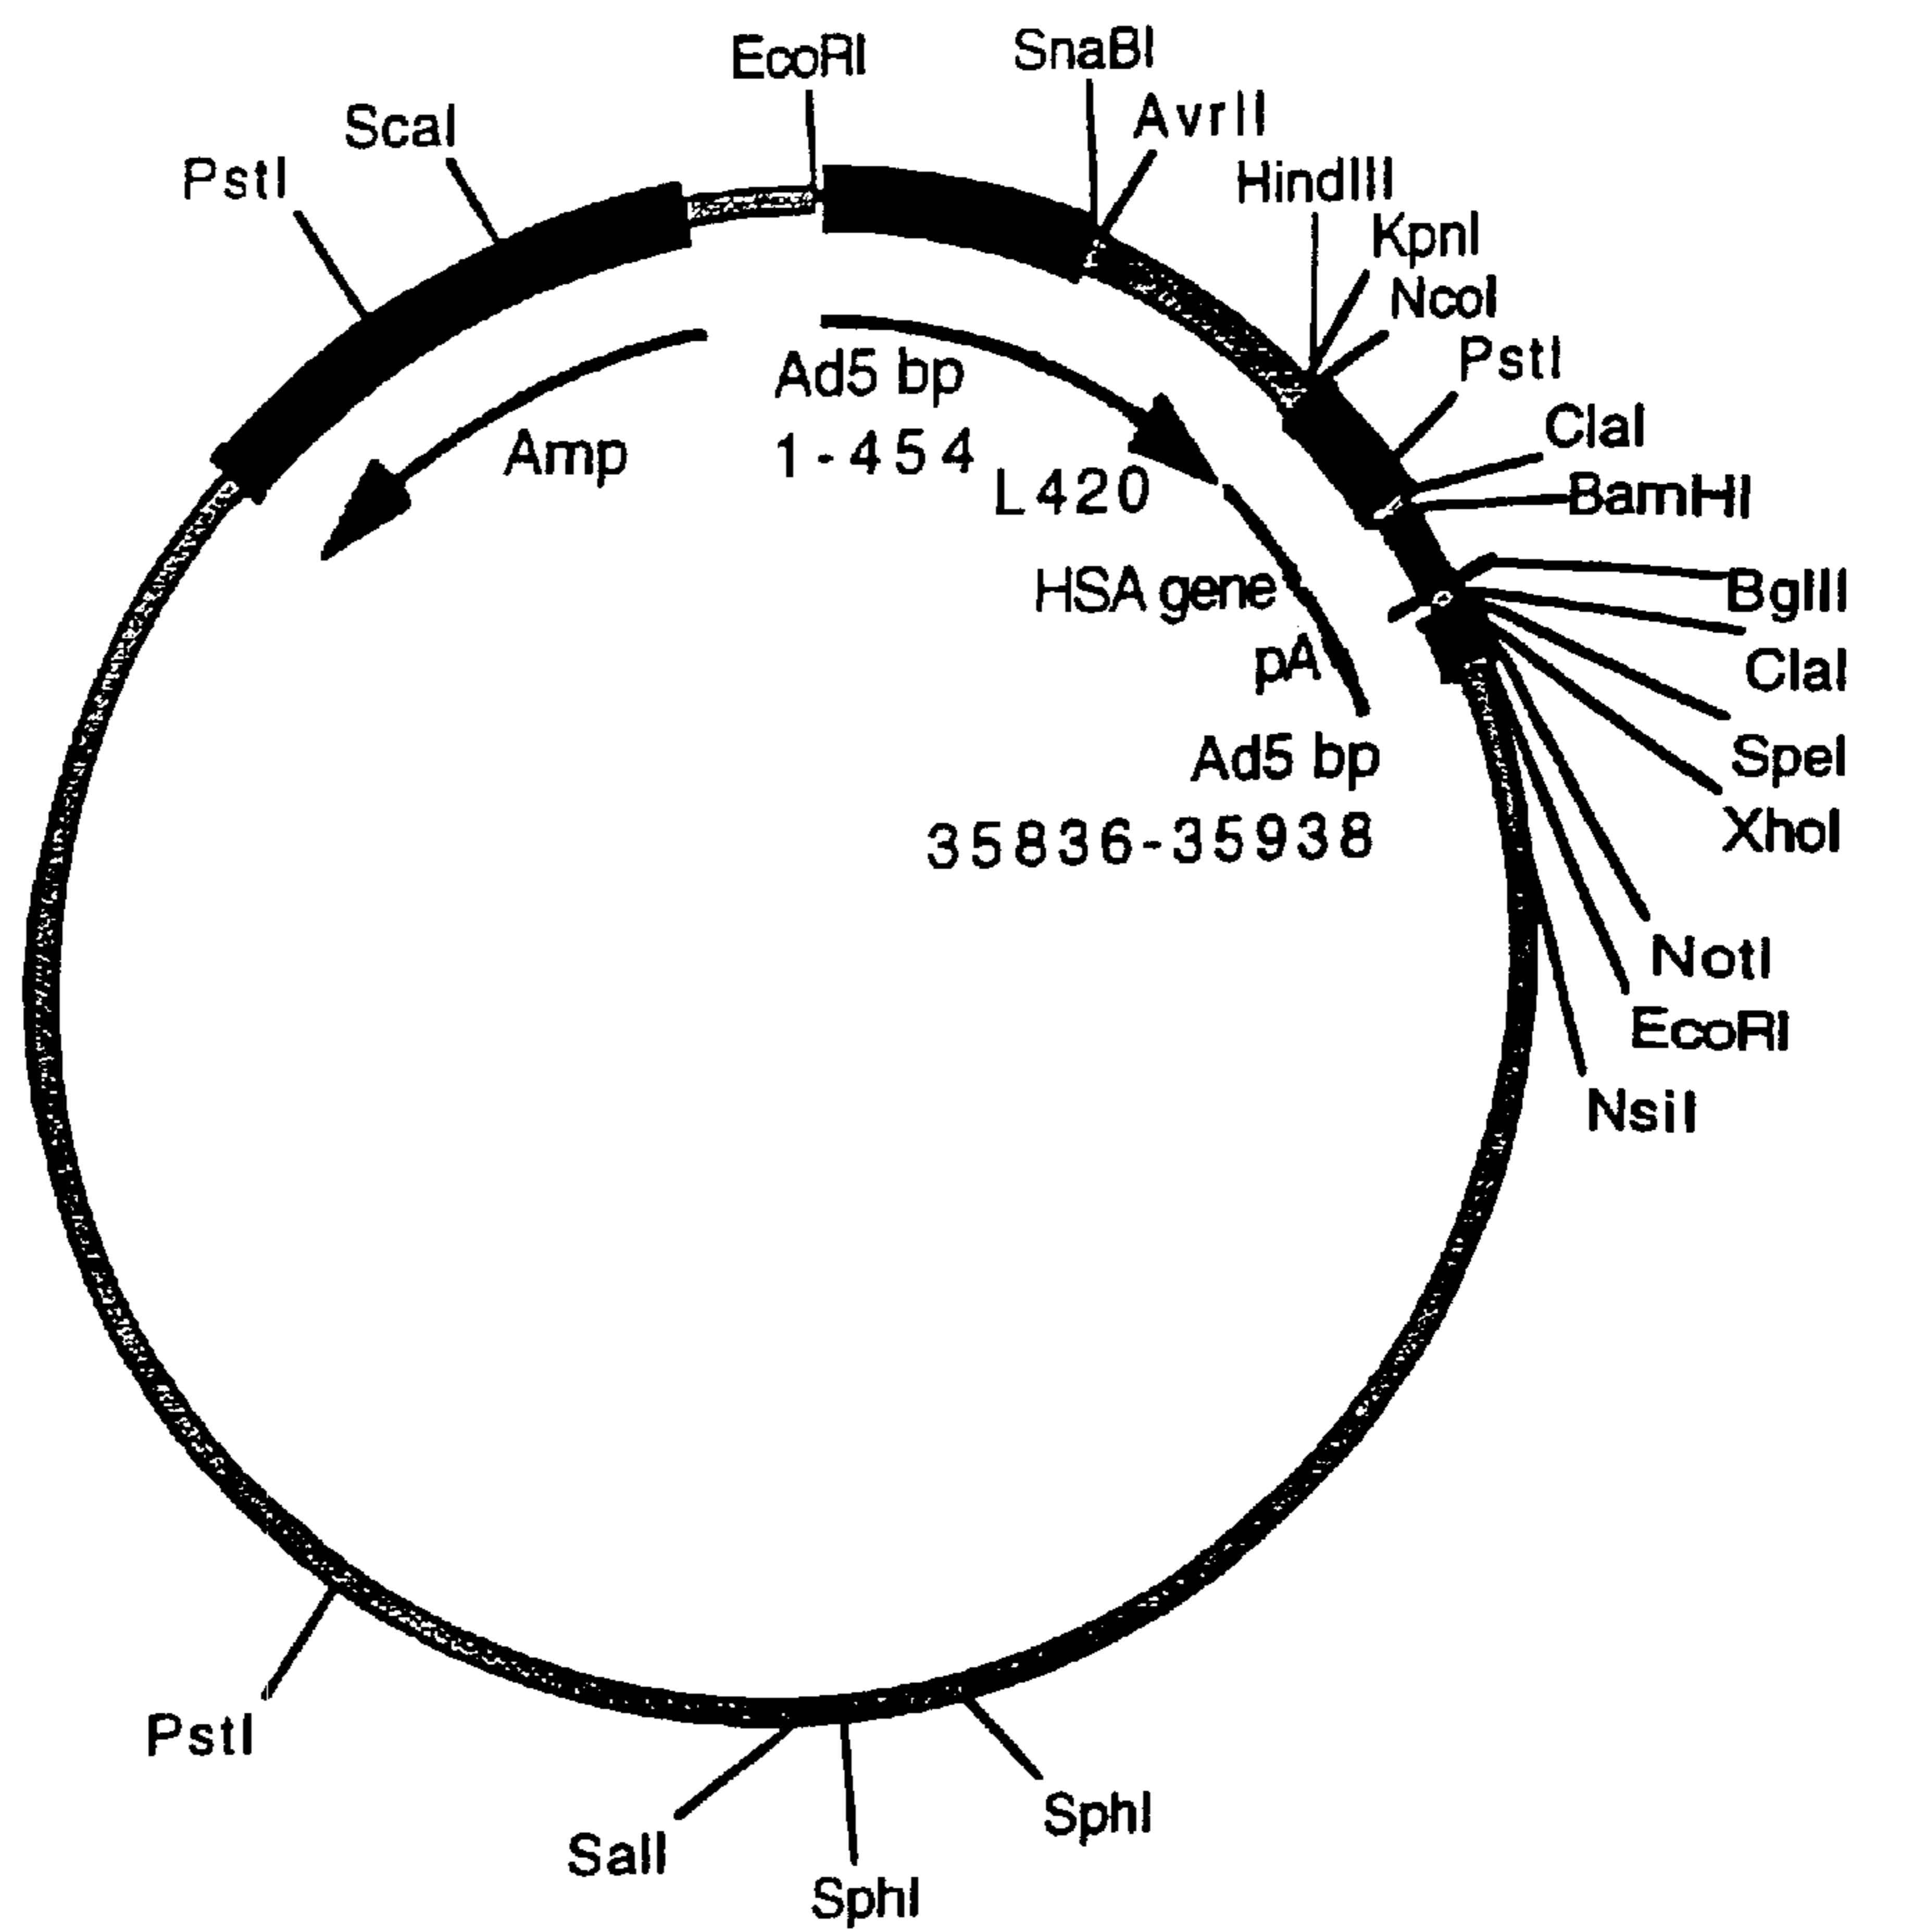 EcoRI
SnaBI
AvrII
HindIII
KpnI
NcoI
PstI
ClaI
BamHI
BglII
ClaI
SpeI
XhoI
NotI
EcoRI
NsiI
SphI
SphI
SalI
PstI
PstI
ScaI
Amp
Ad5 bp
1-454
L420
HSA gene
pA
Ad5 bp
35836-35938